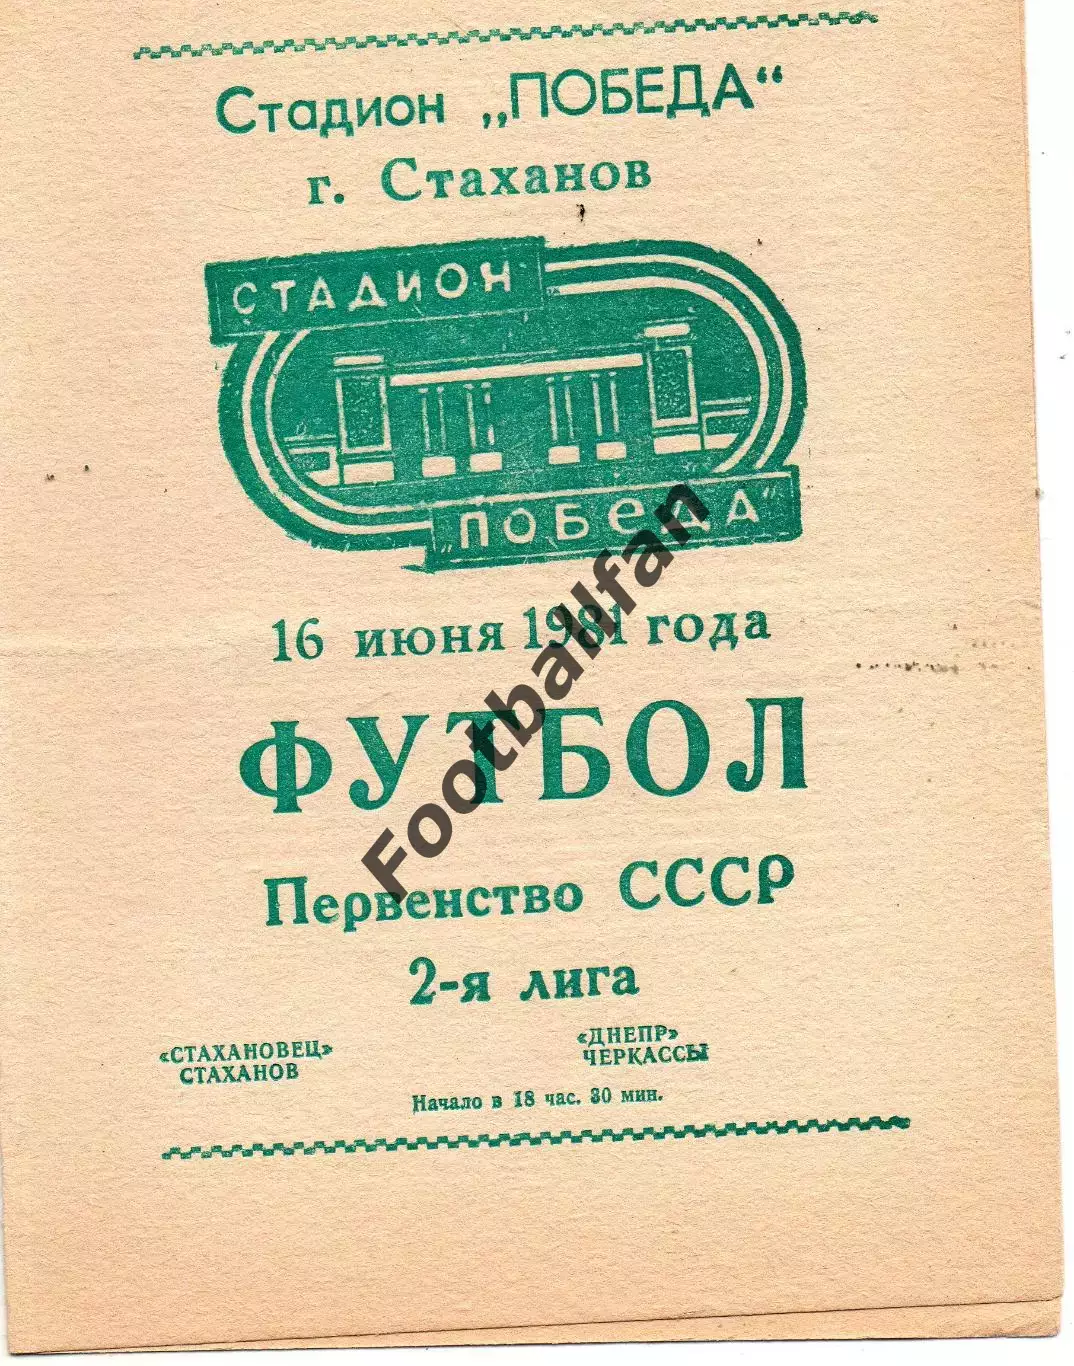 Стадион „ПОБЕДА“
г. Стаханов
СТАДИОН
„ПОБЕДА"
16 июня 1981 года
ФУТБОЛ
Первенство СССР
2-я лига
«СТАХАНОВЕЦ»
СТАХАНОВ
«ДНЕПР»
ЧЕРКАССЫ
Начало в 18 час. 30 мин.
Footballfan